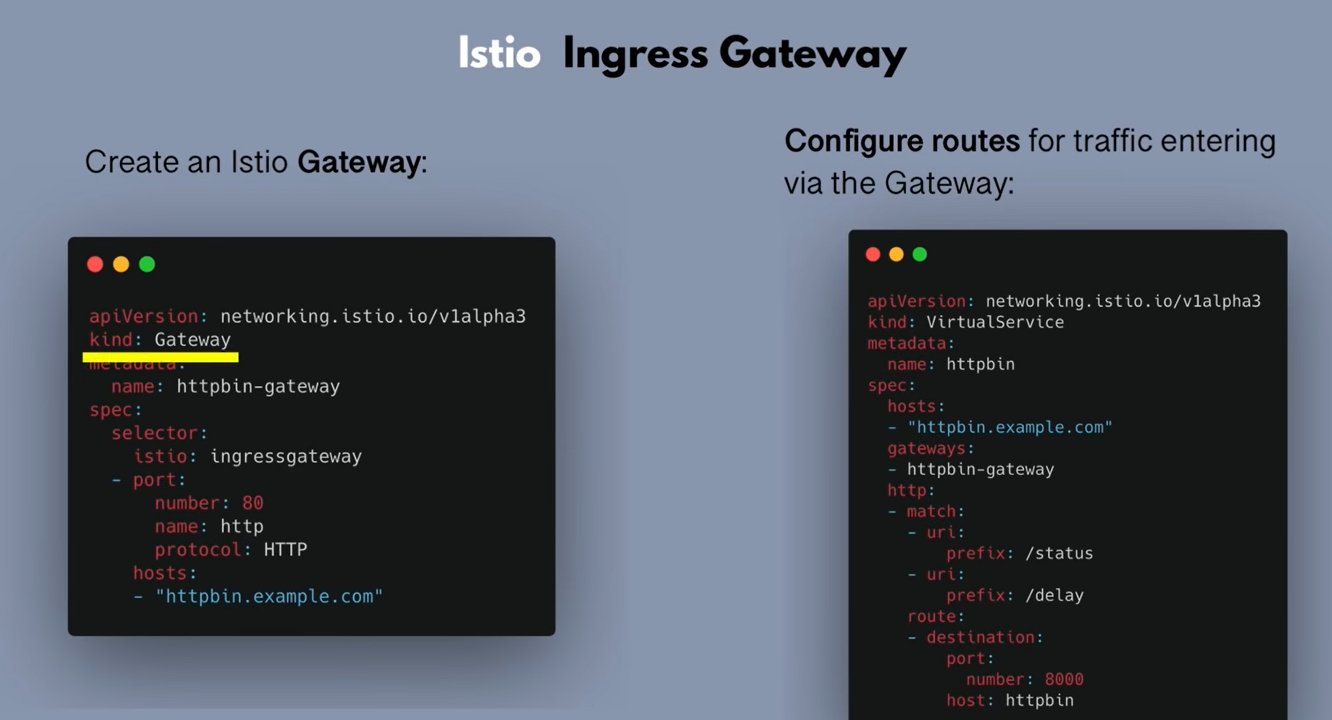 Istio Ingress Gateway
Create an Istio Gateway:
apiVersion: networking.istio.io/v1alpha3
kind: Gateway
metadata:
  name: httpbin-gateway
spec:
  selector:
    istio: ingressgateway
  - port:
      number: 80
      name: http
      protocol: HTTP
    hosts:
    - "httpbin.example.com"
Configure routes for traffic entering
via the Gateway:
apiVersion: networking.istio.io/v1alpha3
kind: VirtualService
metadata:
  name: httpbin
spec:
  hosts:
  - "httpbin.example.com"
  gateways:
  - httpbin-gateway
  http:
  - match:
    - uri:
        prefix: /status
    - uri:
        prefix: /delay
    route:
    - destination:
        port:
          number: 8000
        host: httpbin